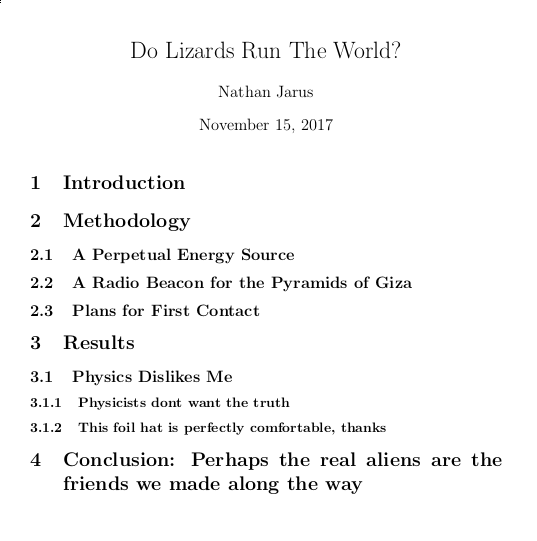 Do Lizards Run The World?
Nathan Jarus
November 15, 2017
1 Introduction
2 Methodology
2.1 A Perpetual Energy Source
2.2 A Radio Beacon for the Pyramids of Giza
2.3 Plans for First Contact
3 Results
3.1 Physics Dislikes Me
3.1.1 Physicists dont want the truth
3.1.2 This foil hat is perfectly comfortable, thanks
4 Conclusion: Perhaps the real aliens are the
friends we made along the way